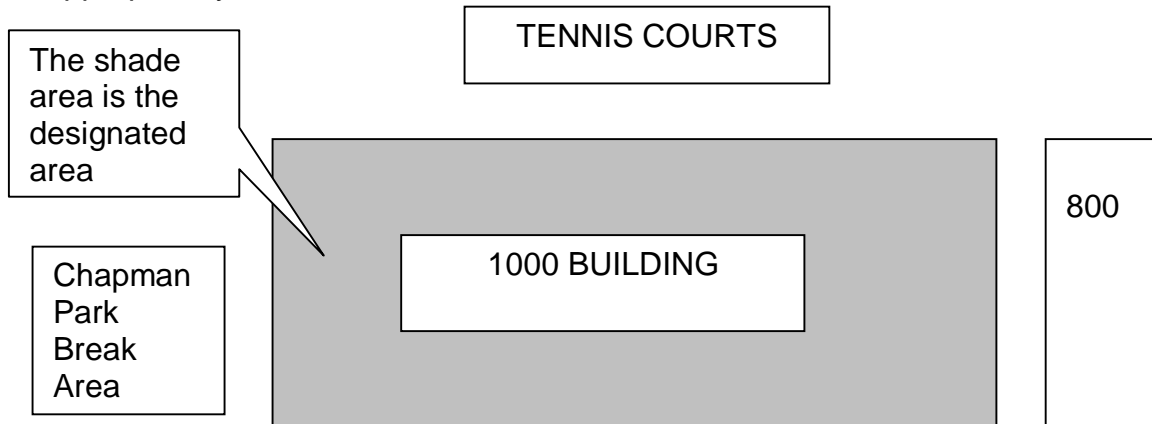 TENNIS COURTS
The shade
area is the
designated
area
800
1000 BUILDING
Chapman
Park
Break
Area